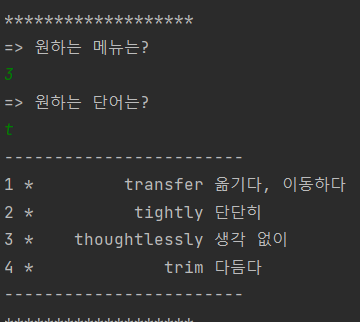 *******************
=> 원하는 메뉴는?
3
=> 원하는 단어는?
t
------------------------
1 *         transfer 옮기다, 이동하다
2 *          tightly 단단히
3 *    thoughtlessly 생각 없이
4 *             trim 다듬다
------------------------
*******************